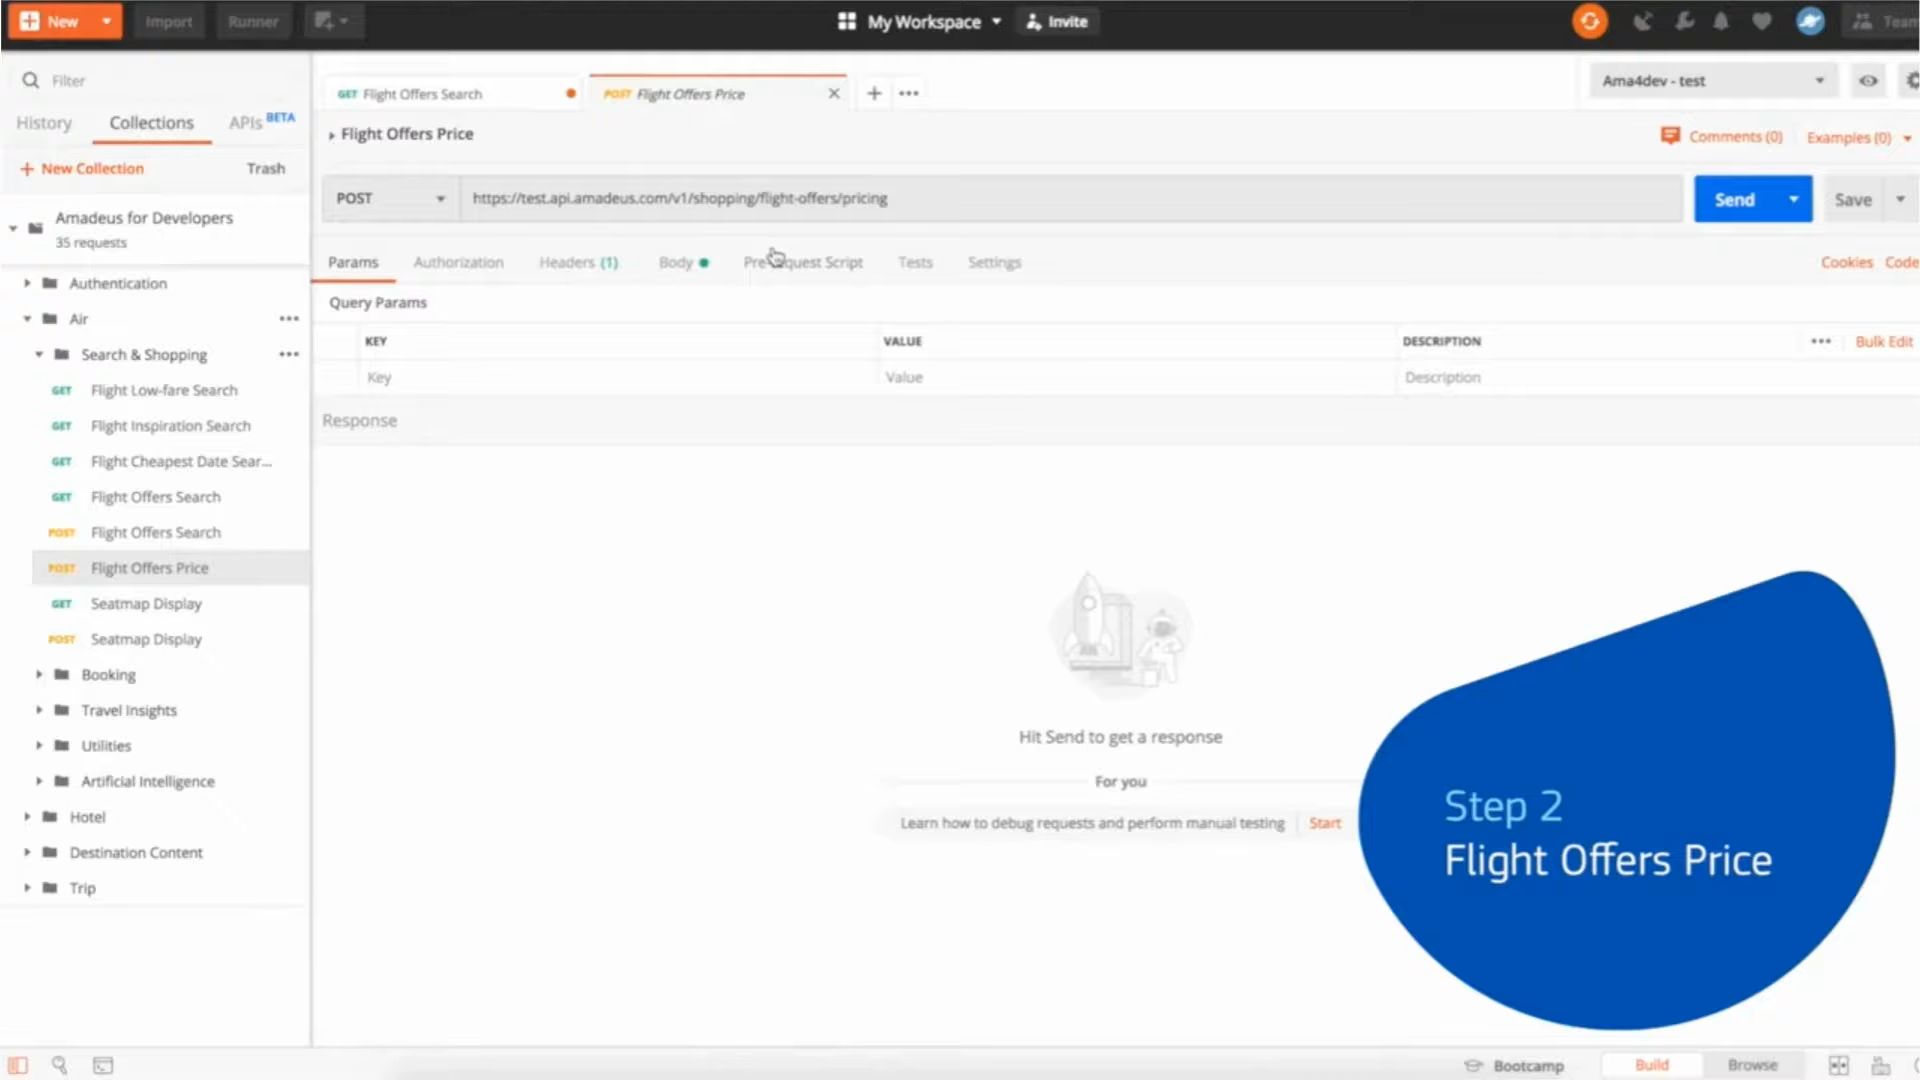 New Import Runner My Workspace Invite Team
Filter
History Collections APIs BETA
+ New Collection Trash
Amadeus for Developers
35 requests
Authentication
Air
Search & Shopping
GET Flight Low-fare Search
GET Flight Inspiration Search
GET Flight Cheapest Date Sear...
GET Flight Offers Search
POST Flight Offers Search
POST Flight Offers Price
GET Seatmap Display
POST Seatmap Display
Booking
Travel Insights
Utilities
Artificial Intelligence
Hotel
Destination Content
Trip
GET Flight Offers Search POST Flight Offers Price
Ama4dev - test
Flight Offers Price
Comments (0) Examples (0)
POST https://test.api.amadeus.com/v1/shopping/flight-offers/pricing
Send Save
Params Authorization Headers (1) Body Pre-request Script Tests Settings
Cookies Code
Query Params
KEY VALUE DESCRIPTION Bulk Edit
Key Value Description
Response
Hit Send to get a response
For you
Learn how to debug requests and perform manual testing Start
Step 2
Flight Offers Price
Bootcamp Build Browse